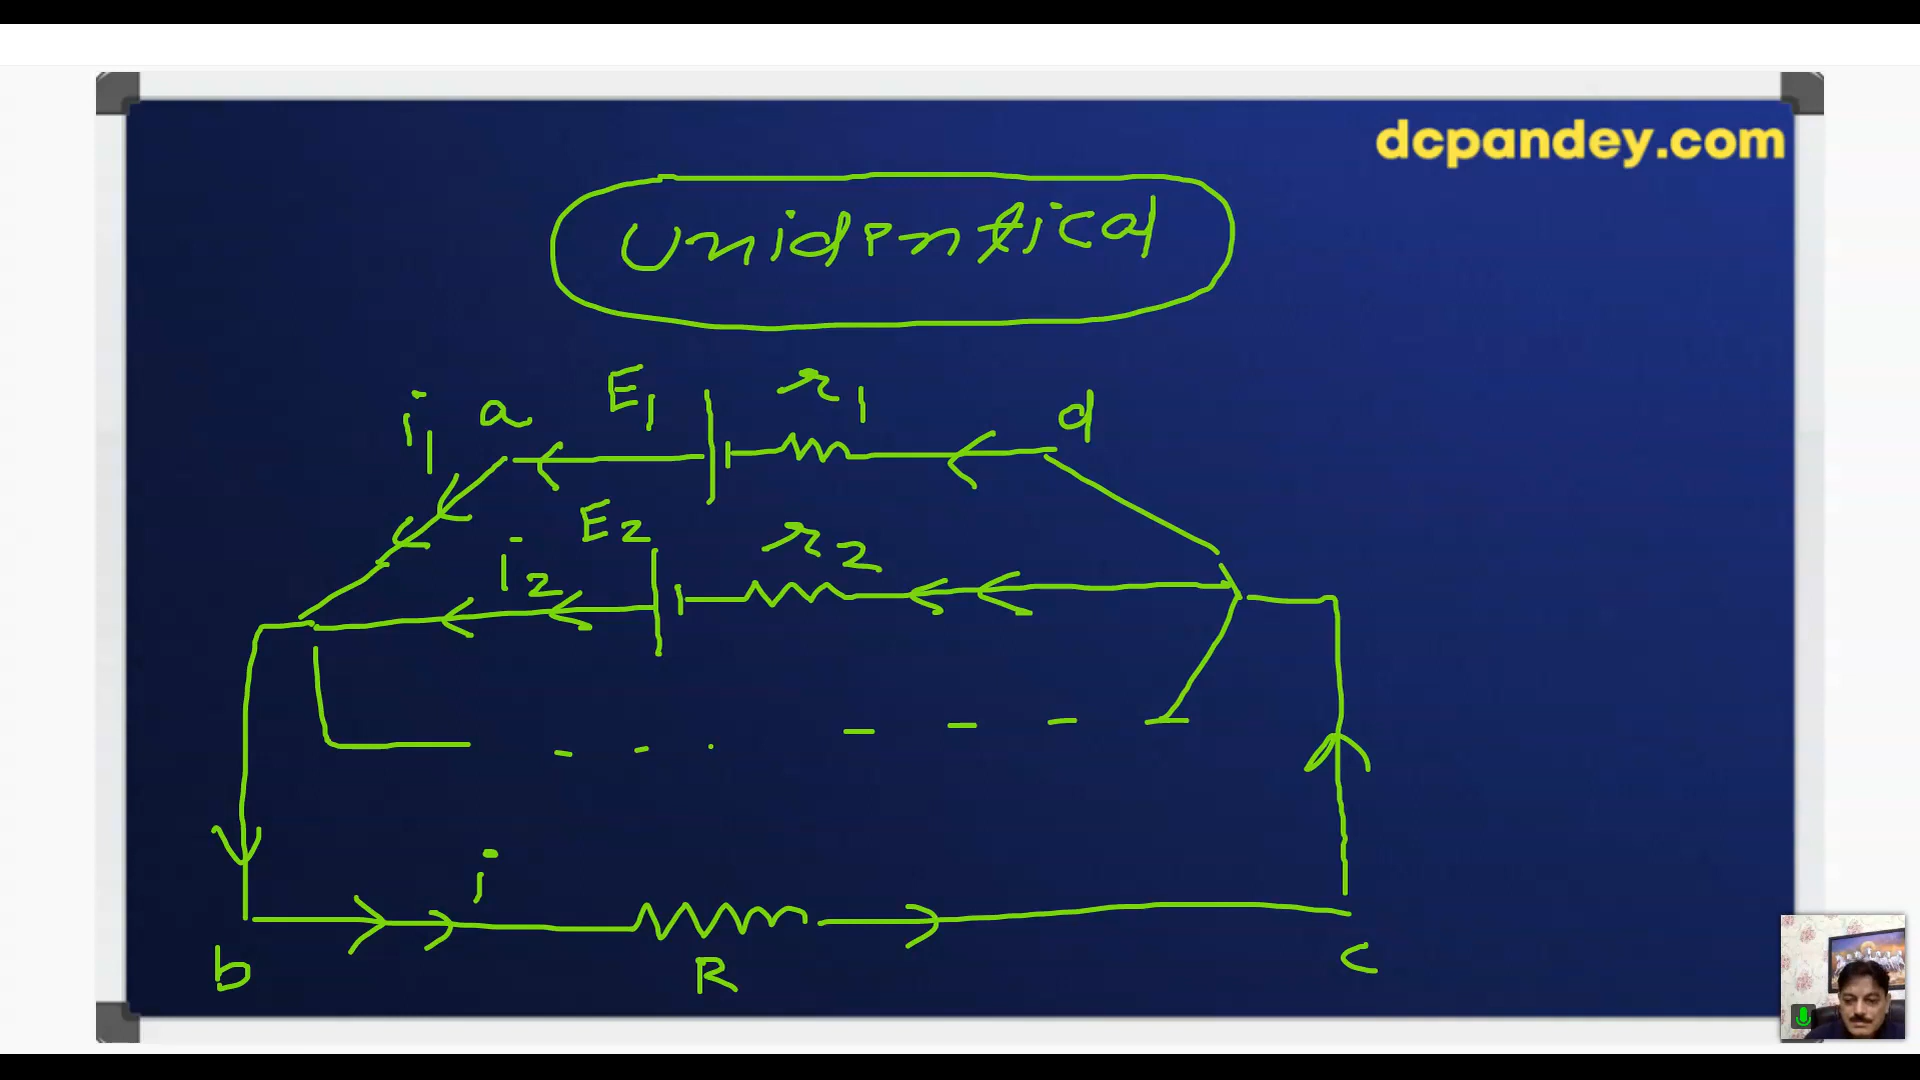 dcpandey.com
Unidentical
i1 a E1 r1 d
i2 E2 r2
i
b R c